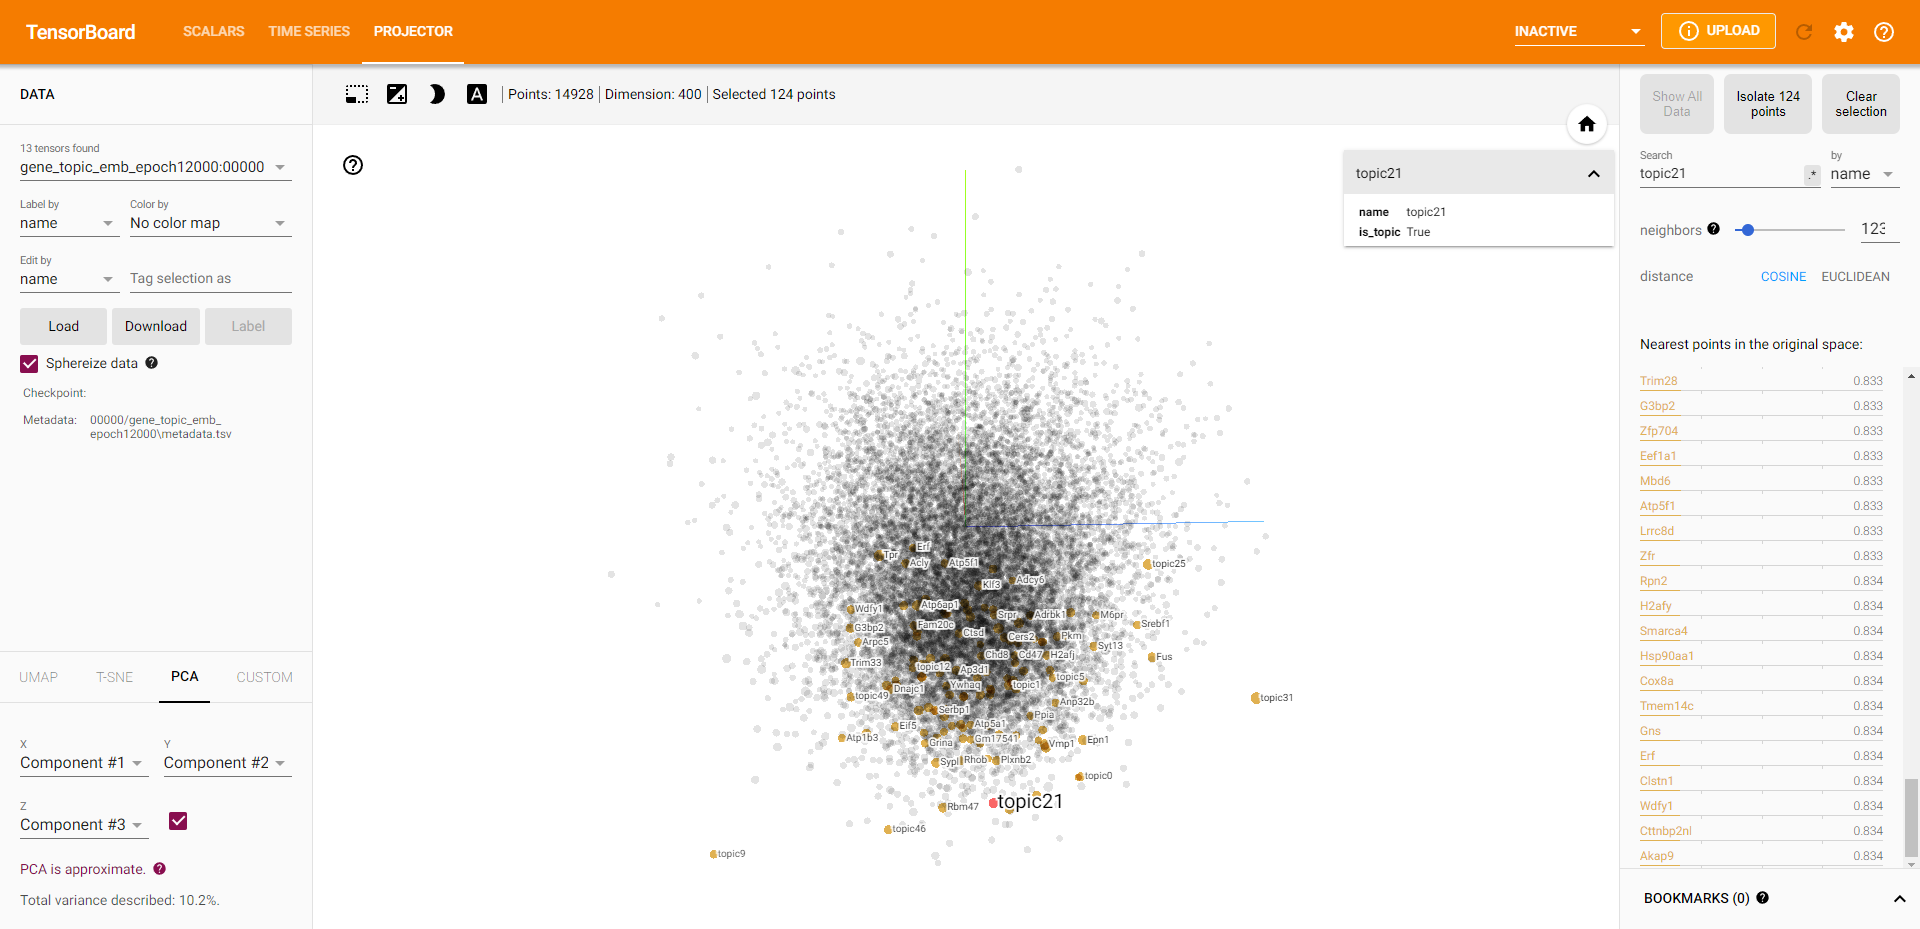 TensorBoard
SCALARS
TIME SERIES
PROJECTOR
INACTIVE
UPLOAD
DATA
13 tensors found
gene_topic_emb_epoch12000:00000
Label by
Color by
name
No color map
Edit by
name
Tag selection as
Load
Download
Label
Sphereize data
Checkpoint:
Metadata:
00000/gene_topic_emb_
epoch12000\metadata.tsv
UMAP
T-SNE
PCA
CUSTOM
X
Y
Component #1
Component #2
Z
Component #3
PCA is approximate.
Total variance described: 10.2%.
A
Points: 14928
Dimension: 400
Selected 124 points
topic21
name topic21
is_topic True
Erf
Tpr
Acly
Atp5f1
topic25
Klf3
Adcy6
Wdfy1
Atp6ap1
Srpr
Adrbk1
M6pr
G3bp2
Fam20c
Srebf1
Ctsd
Cers2
Pkm
Arpc5
Syt13
Chd8
Cd47
H2afj
Fus
Trim33
topic12
Ap3d1
topic5
Dnajc1
Ywhaq
topic1
topic49
topic31
Anp32b
Serbp1
Ppia
Eif5
Atp5a1
Atp1b3
Grina
Gm17541
Vmp1
Epn1
Sypl
Rhob
Plxnb2
topic0
Rbm47
topic21
topic46
topic9
Show All
Data
Isolate 124
points
Clear
selection
Search
by
topic21
.*
name
neighbors
123
distance
COSINE
EUCLIDEAN
Nearest points in the original space:
Trim28 0.833
G3bp2 0.833
Zfp704 0.833
Eef1a1 0.833
Mbd6 0.833
Atp5f1 0.833
Lrrc8d 0.833
Zfr 0.833
Rpn2 0.834
H2afy 0.834
Smarca4 0.834
Hsp90aa1 0.834
Cox8a 0.834
Tmem14c 0.834
Gns 0.834
Erf 0.834
Clstn1 0.834
Wdfy1 0.834
Cttnbp2nl 0.834
Akap9 0.834
BOOKMARKS (0)